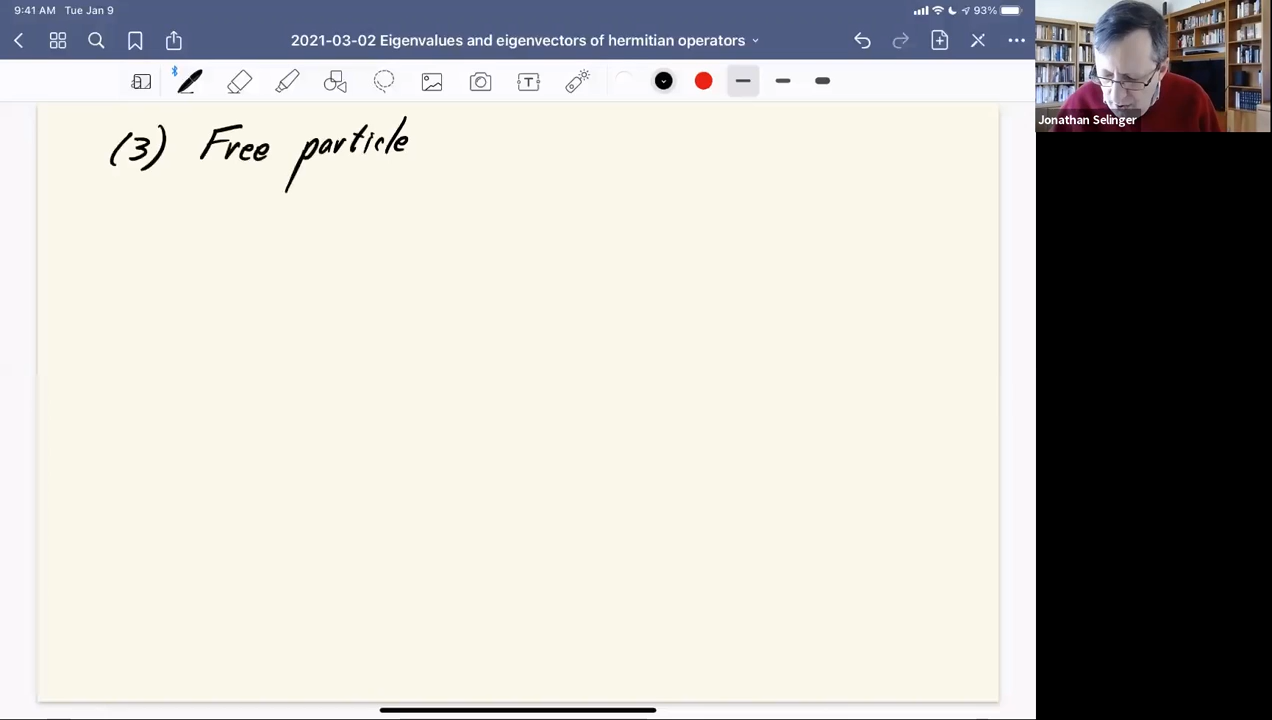 9:41 AM Tue Jan 9
93%
2021-03-02 Eigenvalues and eigenvectors of hermitian operators
T
Jonathan Selinger
(3) Free particle